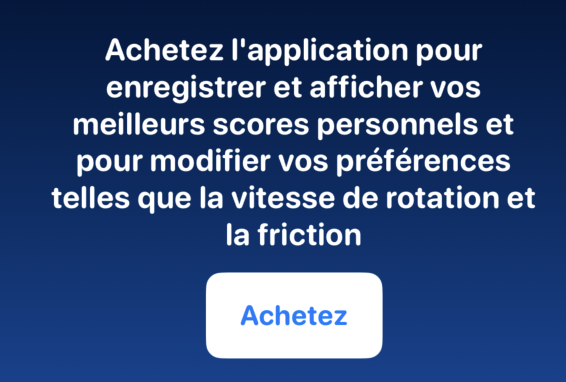 Achetez l'application pour
enregistrer et afficher vos
meilleurs scores personnels et
pour modifier vos préférences
telles que la vitesse de rotation et
la friction
Achetez